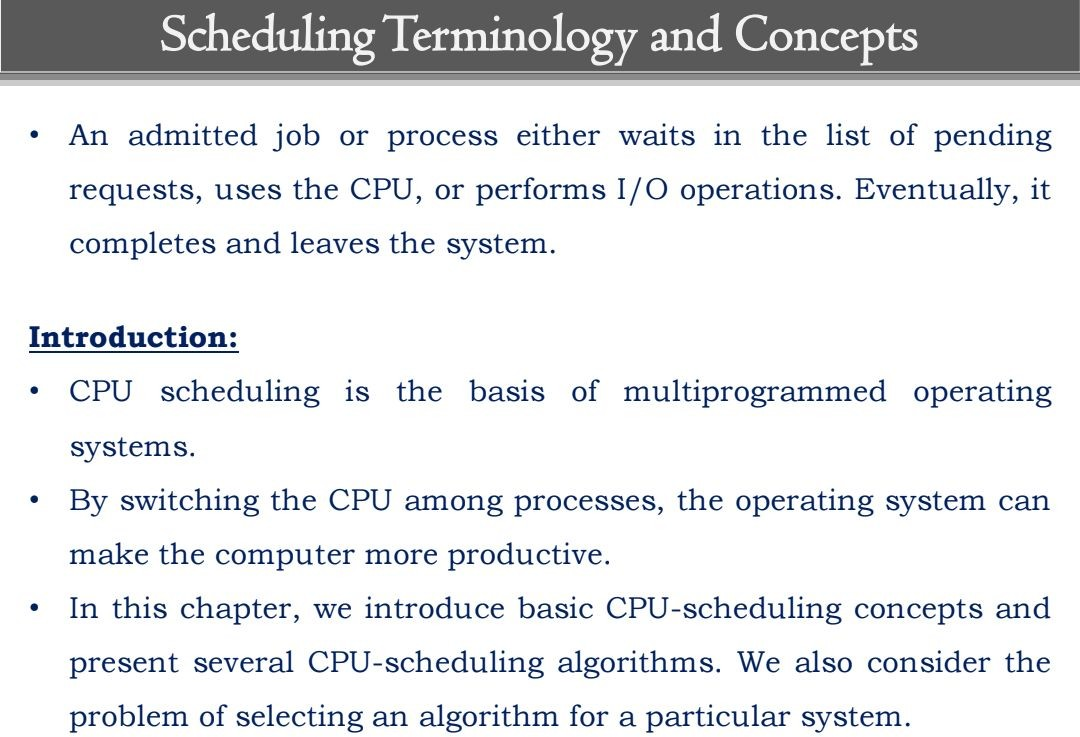 Scheduling Terminology and Concepts
• An admitted job or process either waits in the list of pending
requests, uses the CPU, or performs I/O operations. Eventually, it
completes and leaves the system.
Introduction:
• CPU scheduling is the basis of multiprogrammed operating
systems.
• By switching the CPU among processes, the operating system can
make the computer more productive.
• In this chapter, we introduce basic CPU-scheduling concepts and
present several CPU-scheduling algorithms. We also consider the
problem of selecting an algorithm for a particular system.